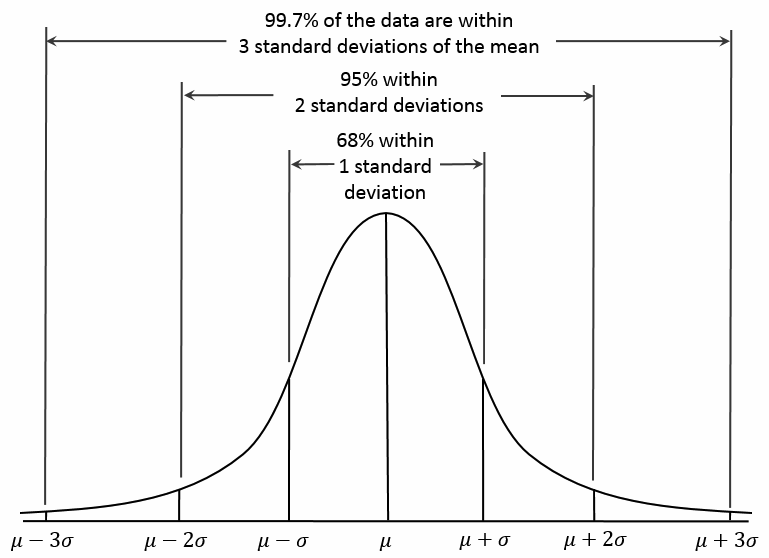 99.7% of the data are within
3 standard deviations of the mean
95% within
2 standard deviations
68% within
1 standard
deviation
μ − 3σ
μ − 2σ
μ − σ
μ
μ + σ
μ + 2σ
μ + 3σ